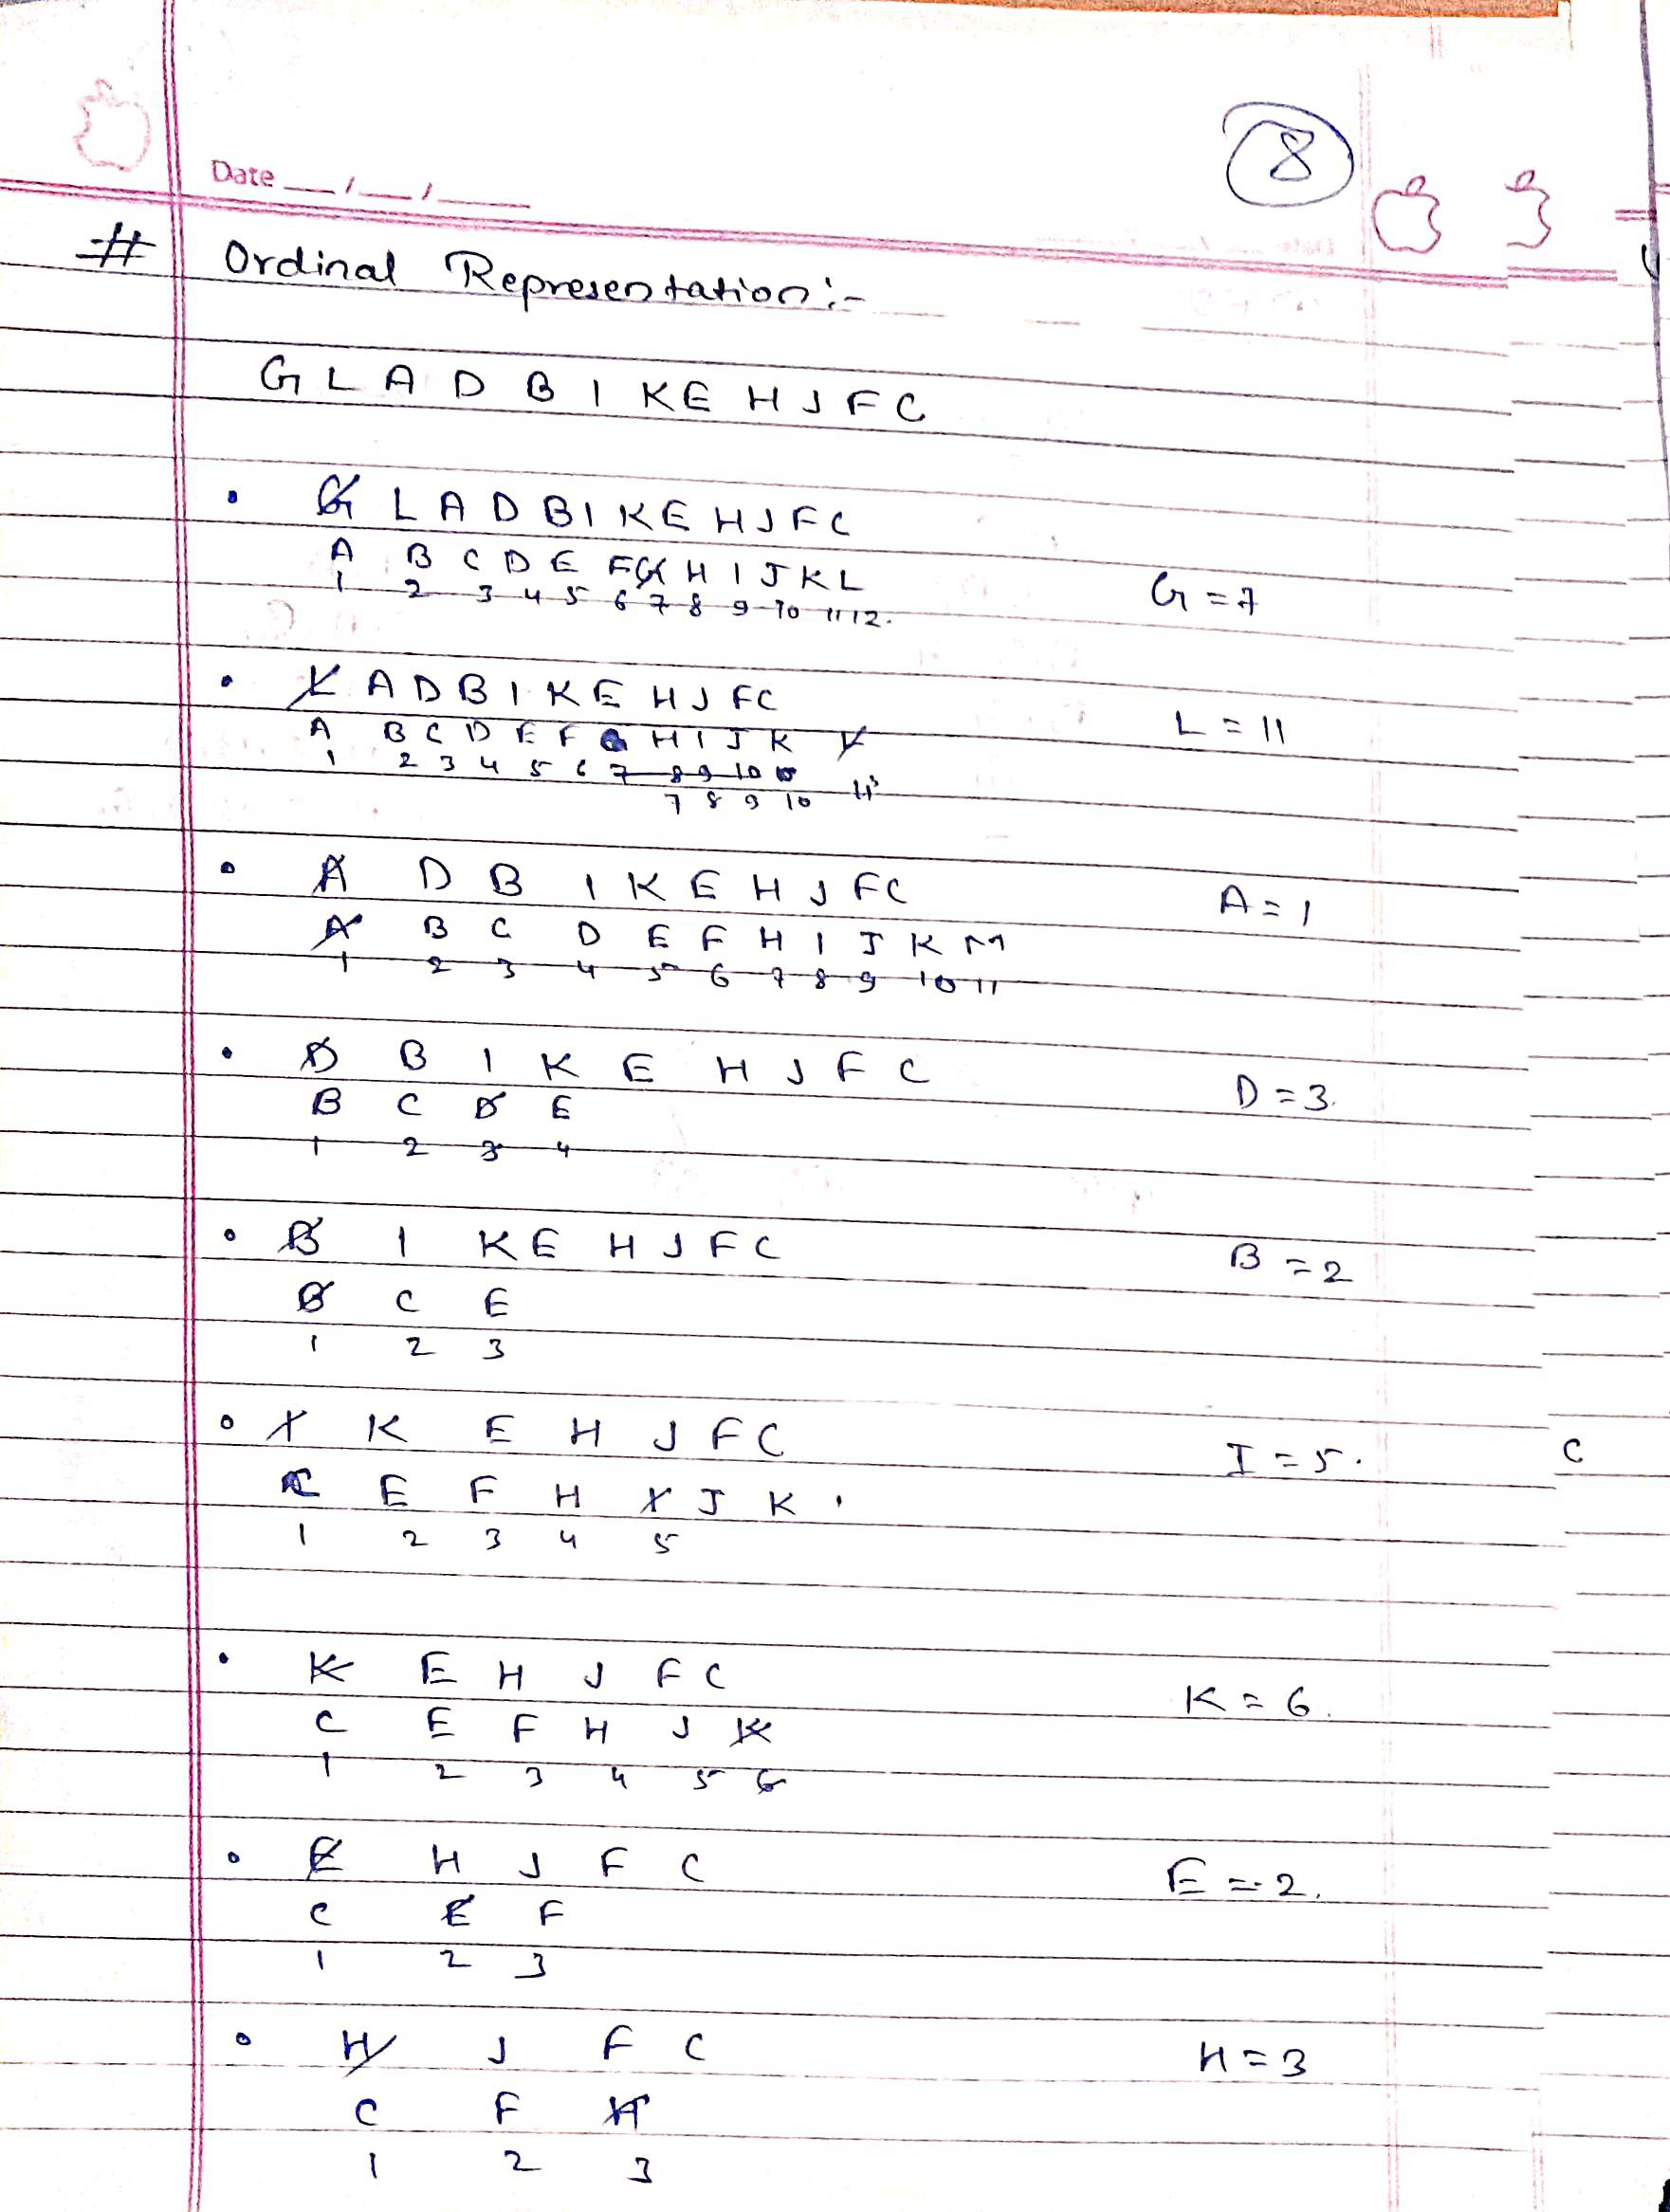 8
Date __/__/____
# Ordinal Representation :-
G L A D B I K E H J F C
• G L A D B I K E H J F C
A B C D E F G H I J K L
1 2 3 4 5 6 7 8 9 10 11 12.
G = 7
• L A D B I K E H J F C
L = 11
A B C D E F G H I J K L
1 2 3 4 5 6 7 8 9 10
7 8 9 10 11
• A D B I K E H J F C
A = 1
A B C D E F H I J K M
1 2 3 4 5 6 7 8 9 10 11
• D B I K E H J F C
D = 3.
B C D E
1 2 3 4
• B I K E H J F C
B = 2
B C E
1 2 3
• I K E H J F C
I = 5. C
C E F H I J K .
1 2 3 4 5
• K E H J F C
K = 6.
C E F H J K
1 2 3 4 5 6
• E H J F C
E = 2.
C E F
1 2 3
• H J F C
H = 3
C F H
1 2 3